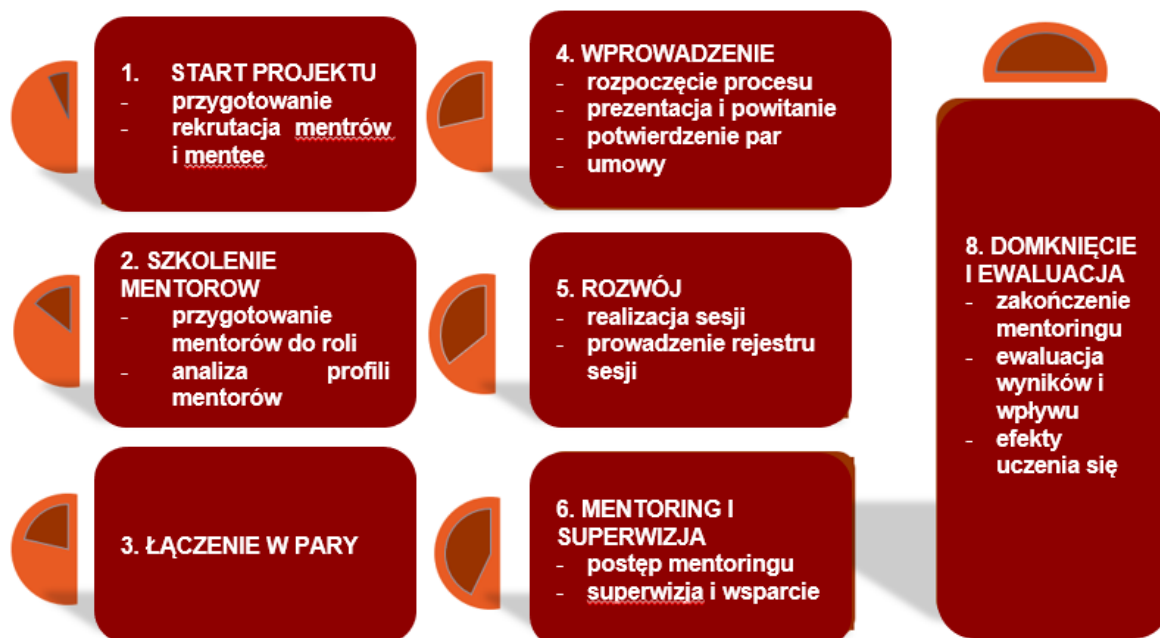 1. START PROJEKTU
- przygotowanie
- rekrutacja mentrów
i mentee
2. SZKOLENIE
MENTOROW
- przygotowanie
mentorów do roli
- analiza profili
mentorów
3. ŁĄCZENIE W PARY
4. WPROWADZENIE
- rozpoczęcie procesu
- prezentacja i powitanie
- potwierdzenie par
- umowy
5. ROZWÓJ
- realizacja sesji
- prowadzenie rejestru
sesji
6. MENTORING I
SUPERWIZJA
- postęp mentoringu
- superwizja i wsparcie
8. DOMKNIĘCIE
I EWALUACJA
- zakończenie
mentoringu
- ewaluacja
wyników i
wpływu
- efekty
uczenia się